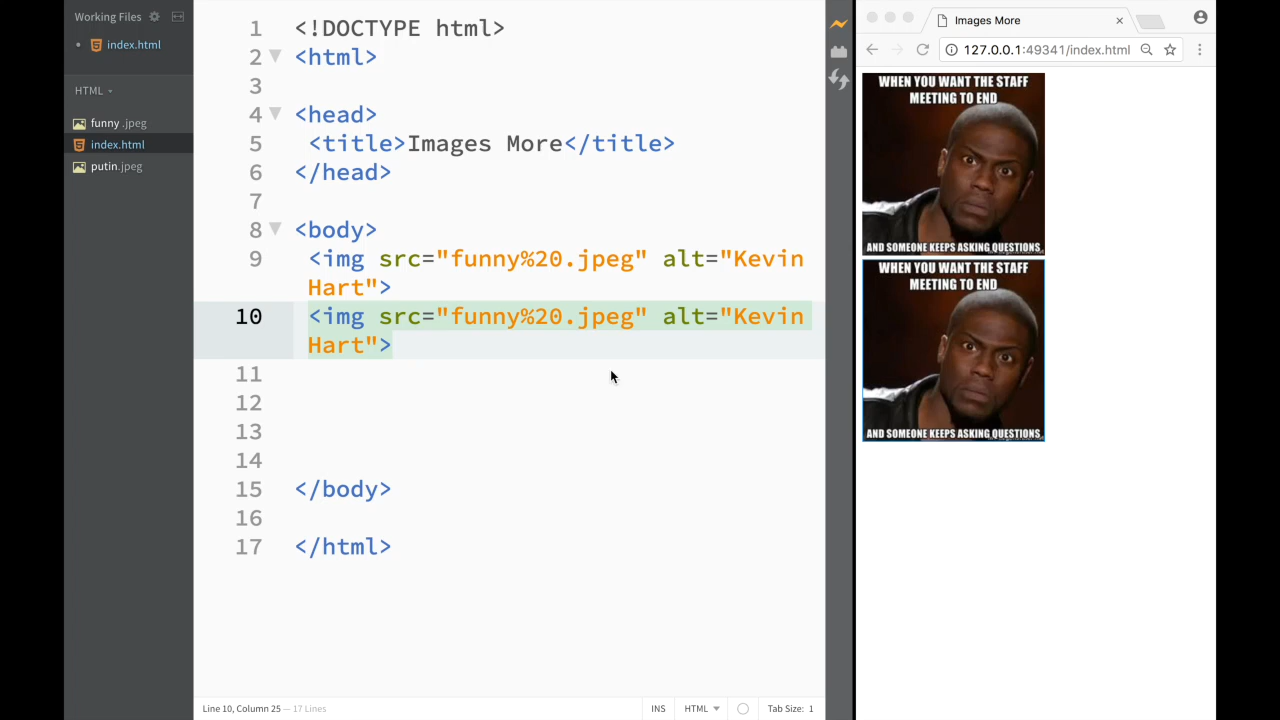 Working Files
index.html
HTML
funny .jpeg
index.html
putin.jpeg
1 <!DOCTYPE html>
2 <html>
3
4 <head>
5 <title>Images More</title>
6 </head>
7
8 <body>
9 <img src="funny%20.jpeg" alt="Kevin
Hart">
10 <img src="funny%20.jpeg" alt="Kevin
Hart">
11
12
13
14
15 </body>
16
17 </html>
Line 10, Column 25 — 17 Lines
INS
HTML
Tab Size: 1
Images More
127.0.0.1:49341/index.html
WHEN YOU WANT THE STAFF
MEETING TO END
AND SOMEONE KEEPS ASKING QUESTIONS
WHEN YOU WANT THE STAFF
MEETING TO END
AND SOMEONE KEEPS ASKING QUESTIONS